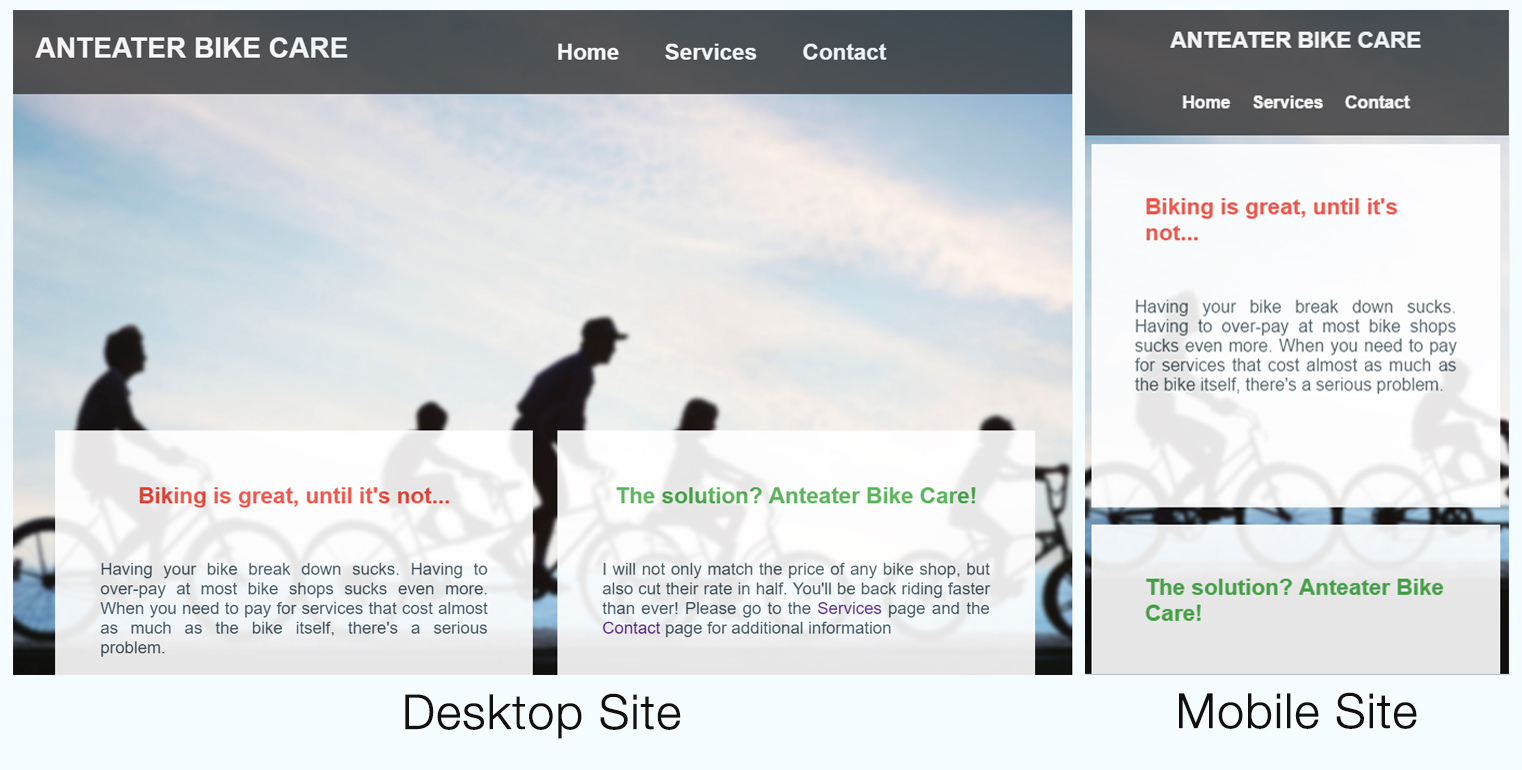 ANTEATER BIKE CARE
Home Services Contact
Biking is great, until it's not...
Having your bike break down sucks. Having to
over-pay at most bike shops sucks even more.
When you need to pay for services that cost almost
as much as the bike itself, there's a serious
problem.
The solution? Anteater Bike Care!
I will not only match the price of any bike shop, but
also cut their rate in half. You'll be back riding faster
than ever! Please go to the Services page and the
Contact page for additional information
Desktop Site
ANTEATER BIKE CARE
Home Services Contact
Biking is great, until it's
not...
Having your bike break down sucks.
Having to over-pay at most bike shops
sucks even more. When you need to pay
for services that cost almost as much as
the bike itself, there's a serious problem.
The solution? Anteater Bike
Care!
Mobile Site